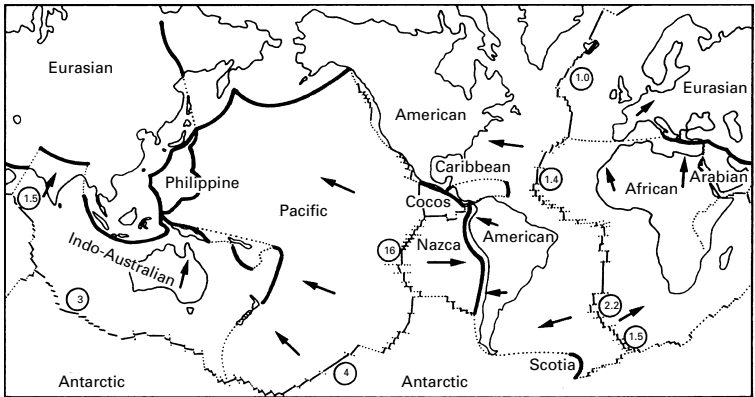 Eurasian
1.0
Eurasian
American
Caribbean
1.4
Arabian
African
Philippine
1.5
Cocos
Pacific
American
Nazca
16
Indo-Australian
3
2.2
1.5
Scotia
4
Antarctic
Antarctic